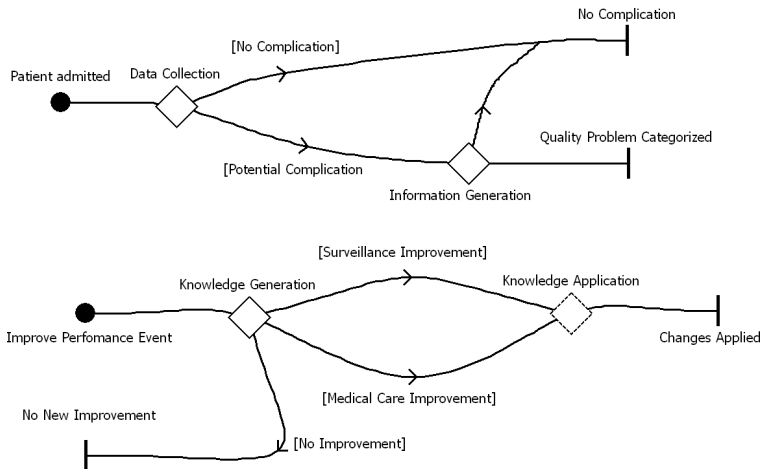 No Complication
[No Complication]
Data Collection
Patient admitted
Quality Problem Categorized
[Potential Complication
Information Generation
[Surveillance Improvement]
Knowledge Generation
Knowledge Application
Improve Perfomance Event
Changes Applied
[Medical Care Improvement]
No New Improvement
[No Improvement]